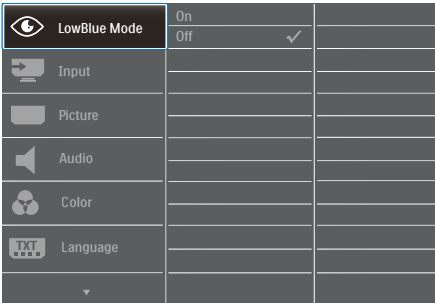 LowBlue Mode
On
Off
Input
Picture
Audio
Color
TXT
Language